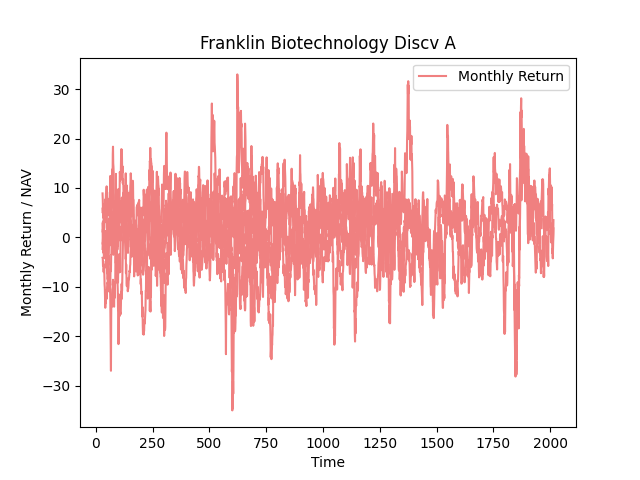 Franklin Biotechnology Discv A
Monthly Return
Monthly Return / NAV
30
20
10
0
−10
−20
−30
0 250 500 750 1000 1250 1500 1750 2000
Time